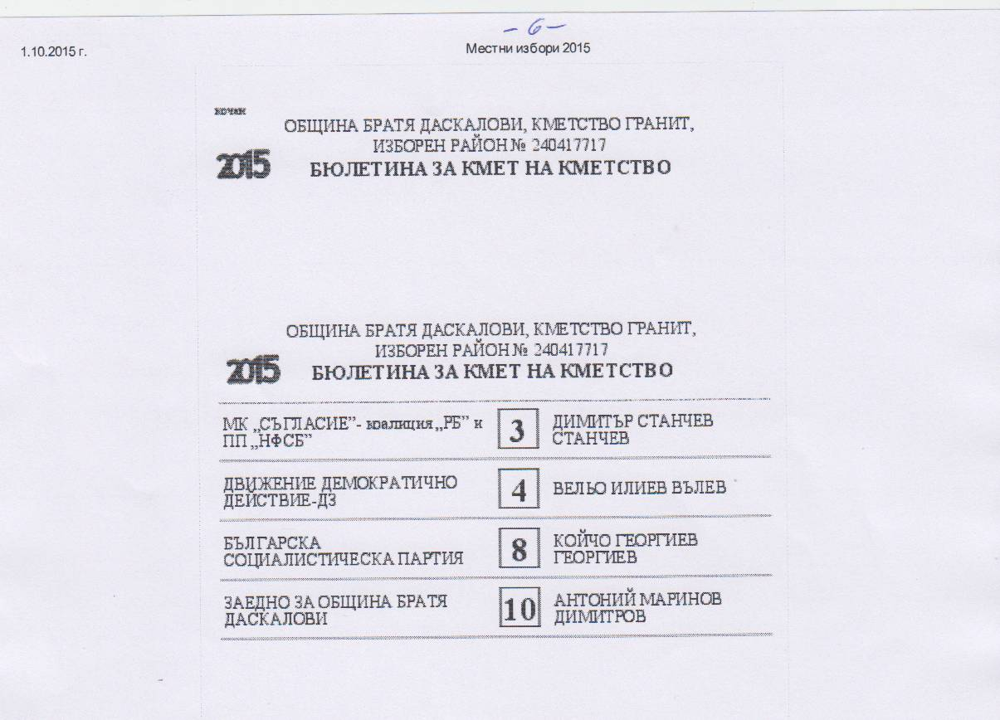 - 6 -
1.10.2015 г.
Местни избори 2015
КОЧАН
ОБЩИНА БРАТЯ ДАСКАЛОВИ, КМЕТСТВО ГРАНИТ,
ИЗБОРЕН РАЙОН № 240417717
2015 БЮЛЕТИНА ЗА КМЕТ НА КМЕТСТВО
ОБЩИНА БРАТЯ ДАСКАЛОВИ, КМЕТСТВО ГРАНИТ,
ИЗБОРЕН РАЙОН № 240417717
2015 БЮЛЕТИНА ЗА КМЕТ НА КМЕТСТВО
МК „СЪГЛАСИЕ”- коалиция „РБ” и
ПП „НФСБ”
3
ДИМИТЪР СТАНЧЕВ
СТАНЧЕВ
ДВИЖЕНИЕ ДЕМОКРАТИЧНО
ДЕЙСТВИЕ-ДЗ
4
ВЕЛЬО ИЛИЕВ ВЪЛЕВ
БЪЛГАРСКА
СОЦИАЛИСТИЧЕСКА ПАРТИЯ
8
КОЙЧО ГЕОРГИЕВ
ГЕОРГИЕВ
ЗАЕДНО ЗА ОБЩИНА БРАТЯ
ДАСКАЛОВИ
10
АНТОНИЙ МАРИНОВ
ДИМИТРОВ